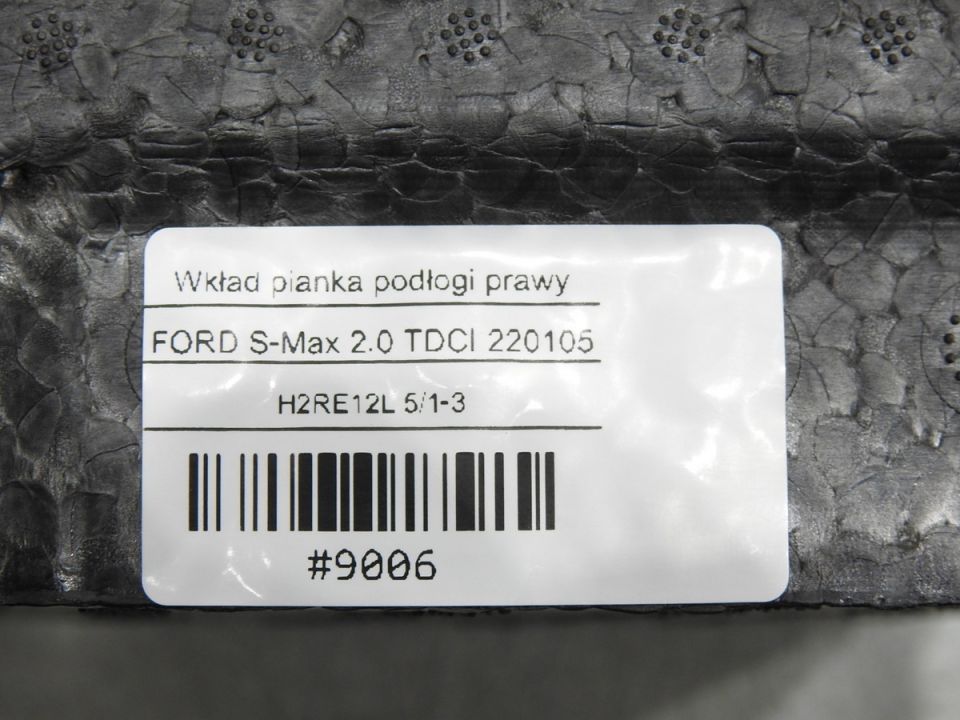 Wkład pianka podłogi prawy
FORD S-Max 2.0 TDCI 220105
H2RE12L 5/1-3
#9006